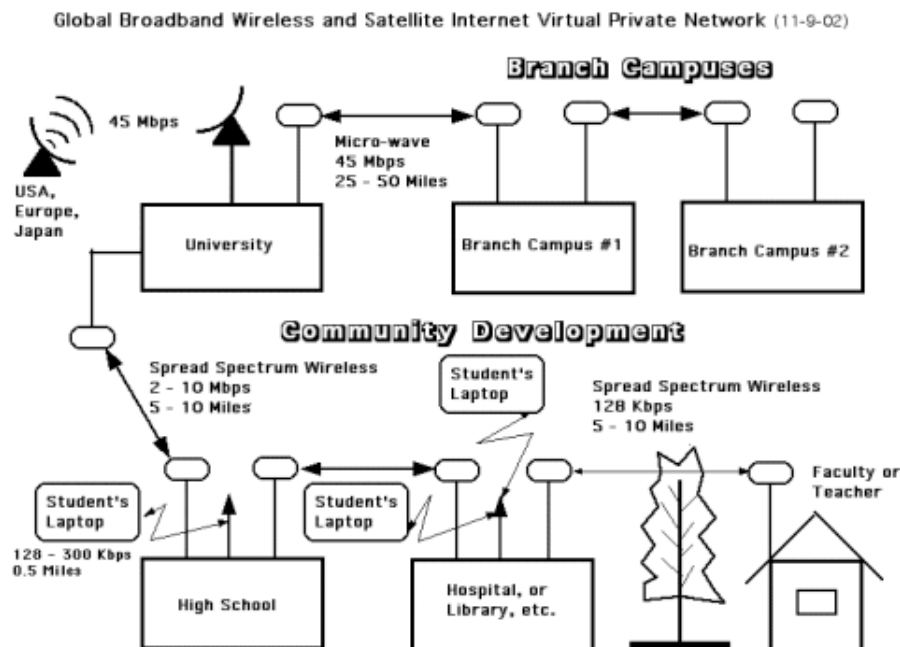 Global Broadband Wireless and Satellite Internet Virtual Private Network (11-9-02)
Branch Campuses
45 Mbps
Micro-wave
45 Mbps
25 - 50 Miles
USA,
Europe,
Japan
University
Branch Campus #1
Branch Campus #2
Community Development
Spread Spectrum Wireless
2 - 10 Mbps
5 - 10 Miles
Student's
Laptop
Spread Spectrum Wireless
128 Kbps
5 - 10 Miles
Student's
Laptop
Student's
Laptop
Faculty or
Teacher
128 - 300 Kbps
0.5 Miles
High School
Hospital, or
Library, etc.